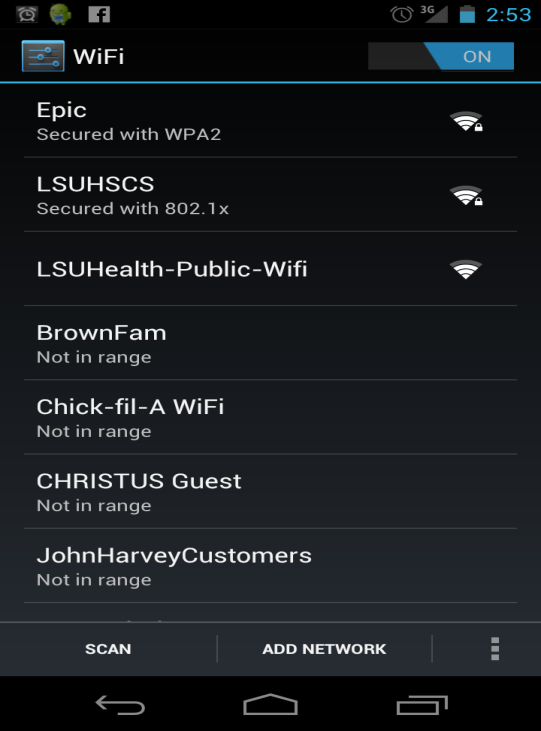 3G 2:53
WiFi ON
Epic
Secured with WPA2
LSUHSCS
Secured with 802.1x
LSUHealth-Public-Wifi
BrownFam
Not in range
Chick-fil-A WiFi
Not in range
CHRISTUS Guest
Not in range
JohnHarveyCustomers
Not in range
SCAN ADD NETWORK